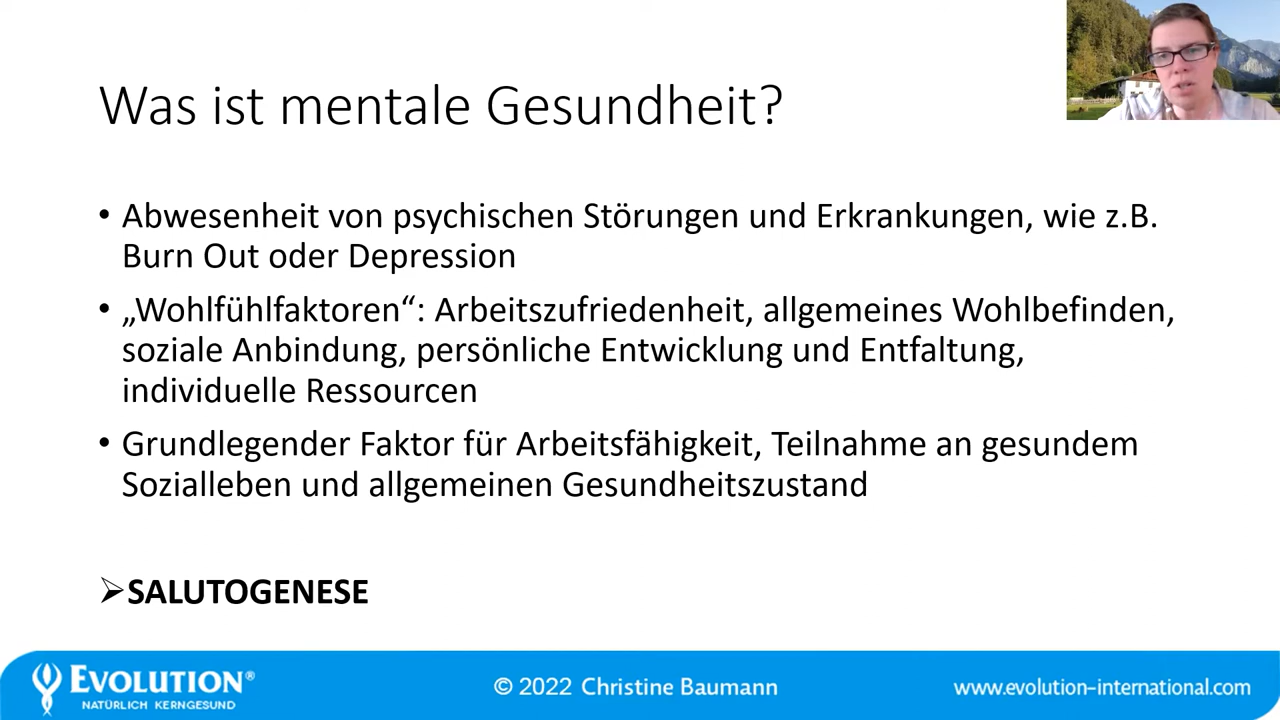 Was ist mentale Gesundheit?
• Abwesenheit von psychischen Störungen und Erkrankungen, wie z.B.
Burn Out oder Depression
• „Wohlfühlfaktoren“: Arbeitszufriedenheit, allgemeines Wohlbefinden,
soziale Anbindung, persönliche Entwicklung und Entfaltung,
individuelle Ressourcen
• Grundlegender Faktor für Arbeitsfähigkeit, Teilnahme an gesundem
Sozialleben und allgemeinen Gesundheitszustand
➢SALUTOGENESE
EVOLUTION®
NATÜRLICH KERNGESUND
© 2022 Christine Baumann
www.evolution-international.com